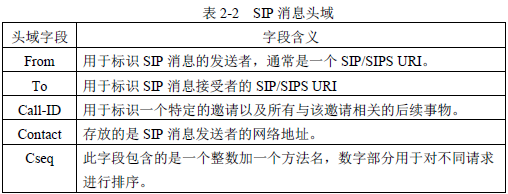 表 2-2 SIP 消息头域
头域字段 字段含义
From 用于标识 SIP 消息的发送者，通常是一个 SIP/SIPS URI。
To 用于标识 SIP 消息接受者的 SIP/SIPS URI
Call-ID 用于标识一个特定的邀请以及所有与该邀请相关的后续事物。
Contact 存放的是 SIP 消息发送者的网络地址。
Cseq 此字段包含的是一个整数加一个方法名，数字部分用于对不同请求
进行排序。